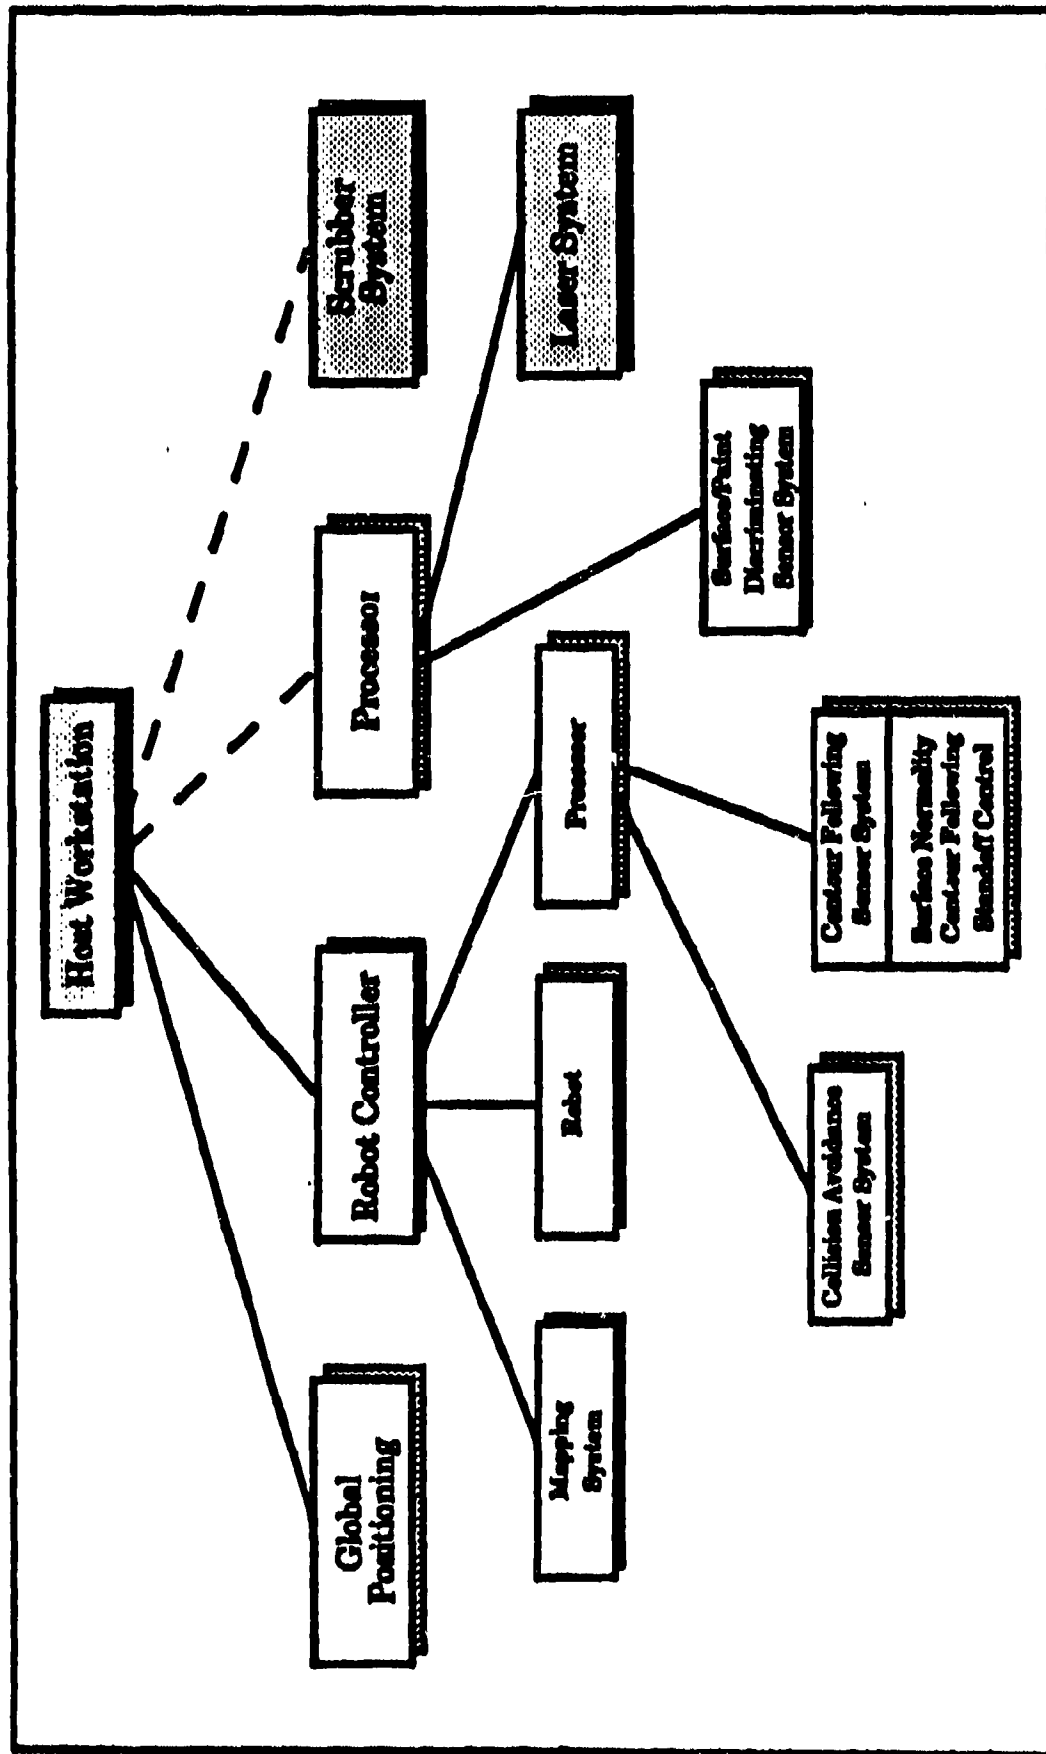 Host Workstation
Global
Positioning
Robot Controller
Processor
Scrubber
System
Mapping
System
Robot
Processor
Laser System
Surface/Paint
Discriminating
Sensor System
Collision Avoidance
Sensor System
Contour Following
Sensor System
Surface Normality
Contour Following
Standoff Control